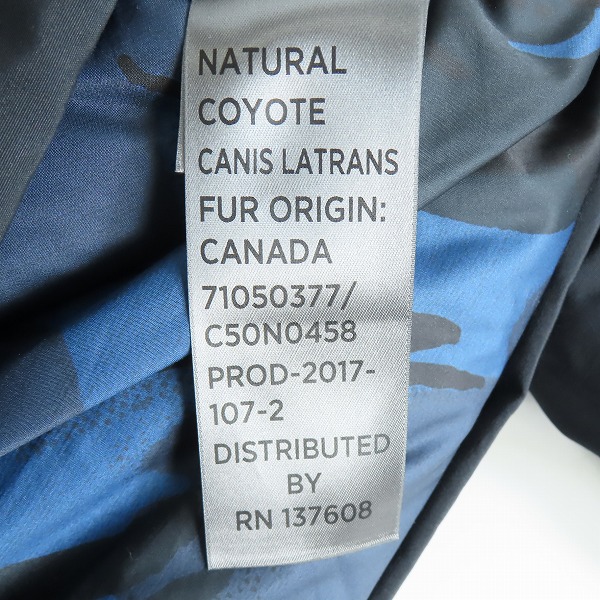 NATURAL
COYOTE
CANIS LATRANS
FUR ORIGIN:
CANADA
71050377/
C50N0458
PROD-2017-
107-2
DISTRIBUTED
BY
RN 137608